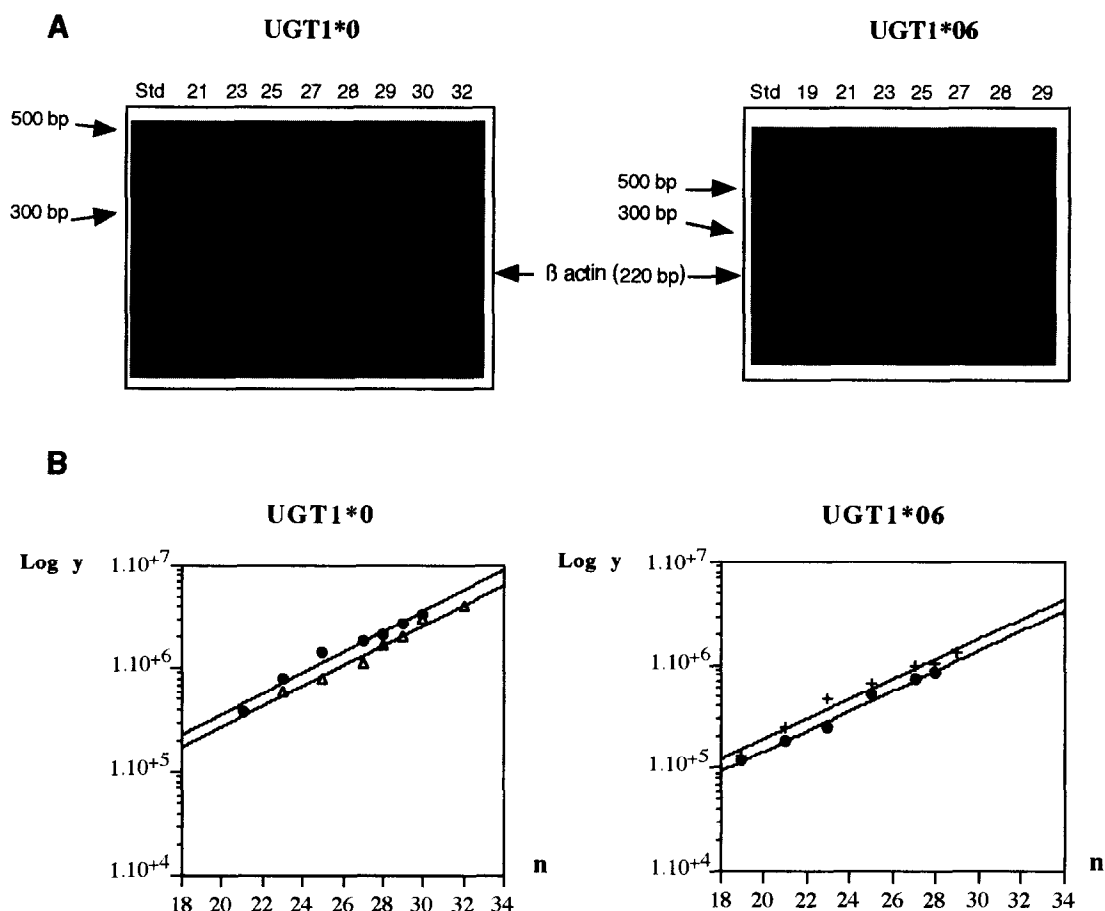 A
UGT1*0
UGT1*06
Std 21 23 25 27 28 29 30 32
Std 19 21 23 25 27 28 29
500 bp
300 bp
500 bp
300 bp
ß actin (220 bp)
B
UGT1*0
UGT1*06
Log y
1.10+7
1.10+6
1.10+5
1.10+4
n
18 20 22 24 26 28 30 32 34
Log y
1.10+7
1.10+6
1.10+5
1.10+4
n
18 20 22 24 26 28 30 32 34